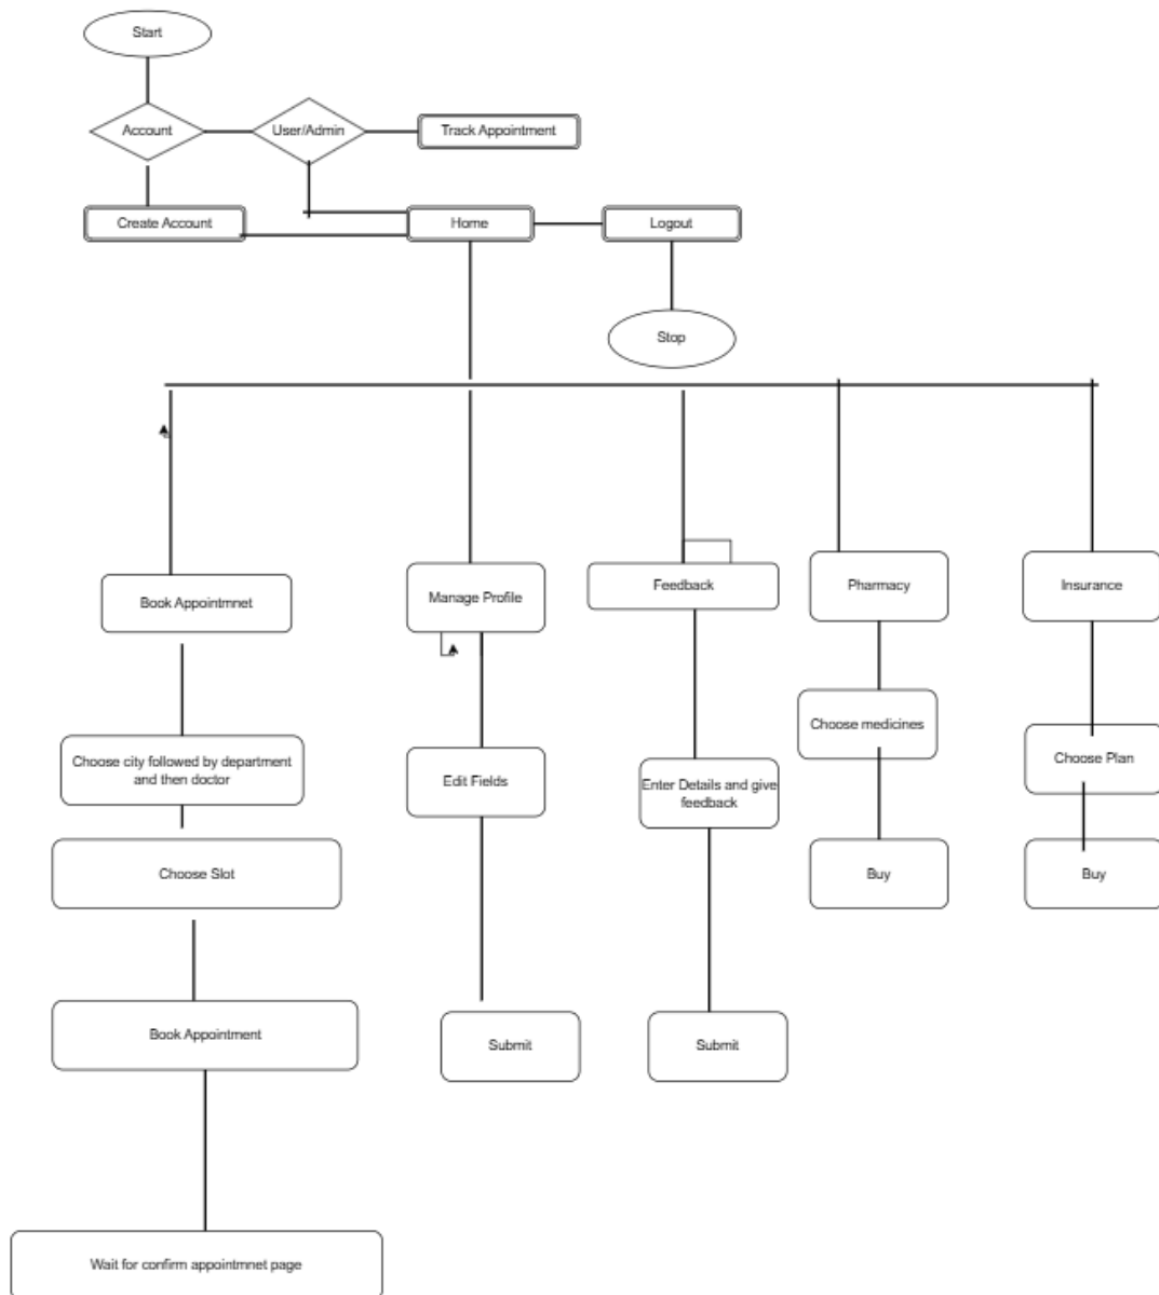 Start
Account
User/Admin
Track Appointment
Create Account
Home
Logout
Stop
Book Appointmnet
Manage Profile
Feedback
Pharmacy
Insurance
Choose medicines
Choose city followed by department
and then doctor
Edit Fields
Enter Details and give
feedback
Choose Plan
Choose Slot
Buy
Buy
Book Appointment
Submit
Submit
Wait for confirm appointmnet page